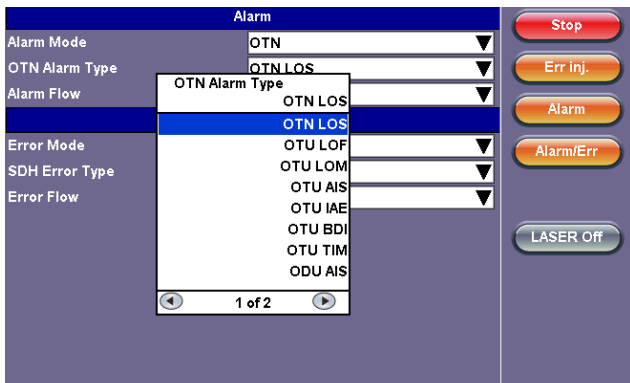 Alarm
Alarm Mode OTN
OTN Alarm Type OTN LOS
Alarm Flow
Error Mode
SDH Error Type
Error Flow
OTN Alarm Type
OTN LOS
OTN LOS
OTU LOF
OTU LOM
OTU AIS
OTU IAE
OTU BDI
OTU TIM
ODU AIS
1 of 2
Stop
Err inj.
Alarm
Alarm/Err
LASER Off